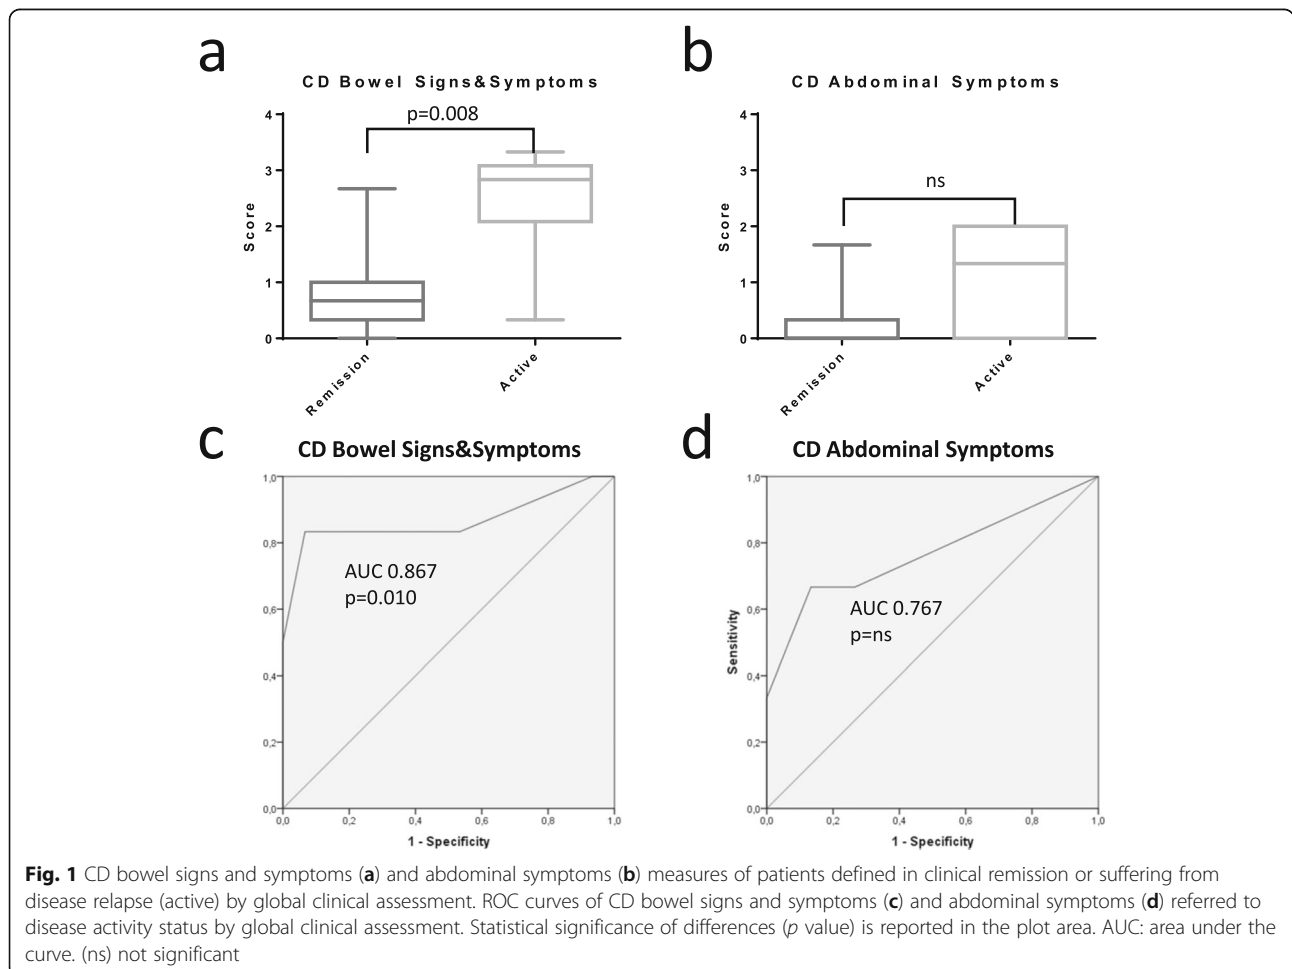 a
CD Bowel Signs&Symptoms
p=0.008
4
3
2
1
0
Score
Remission
Active
b
CD Abdominal Symptoms
ns
4
3
2
1
0
Score
Remission
Active
c
CD Bowel Signs&Symptoms
1,0
0,8
0,6
0,4
0,2
0,0
AUC 0.867
p=0.010
0,0 0,2 0,4 0,6 0,8 1,0
1 - Specificity
d
CD Abdominal Symptoms
1,0
0,8
0,6
0,4
0,2
0,0
Sensitivity
AUC 0.767
p=ns
0,0 0,2 0,4 0,6 0,8 1,0
1 - Specificity
Fig. 1 CD bowel signs and symptoms (a) and abdominal symptoms (b) measures of patients defined in clinical remission or suffering from
disease relapse (active) by global clinical assessment. ROC curves of CD bowel signs and symptoms (c) and abdominal symptoms (d) referred to
disease activity status by global clinical assessment. Statistical significance of differences (p value) is reported in the plot area. AUC: area under the
curve. (ns) not significant